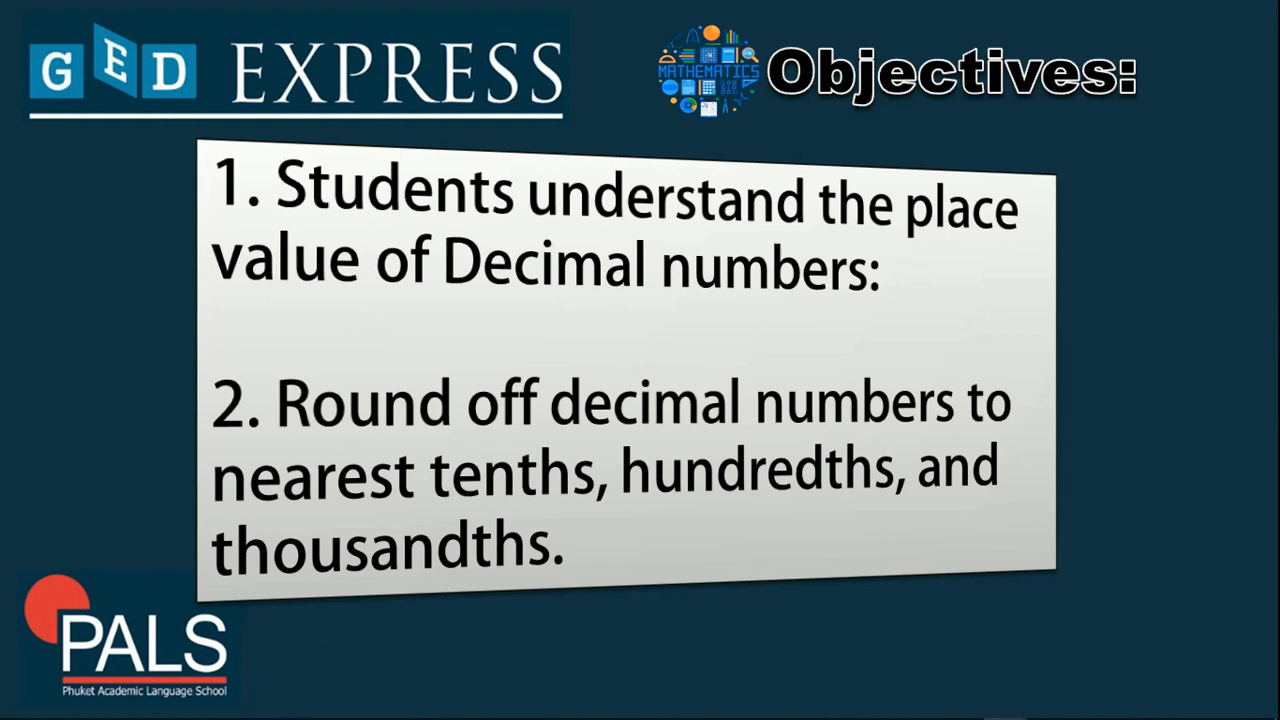 GED EXPRESS
MATHEMATICS
Objectives:
1. Students understand the place
value of Decimal numbers:
2. Round off decimal numbers to
nearest tenths, hundredths, and
thousandths.
PALS
Phuket Academic Language School